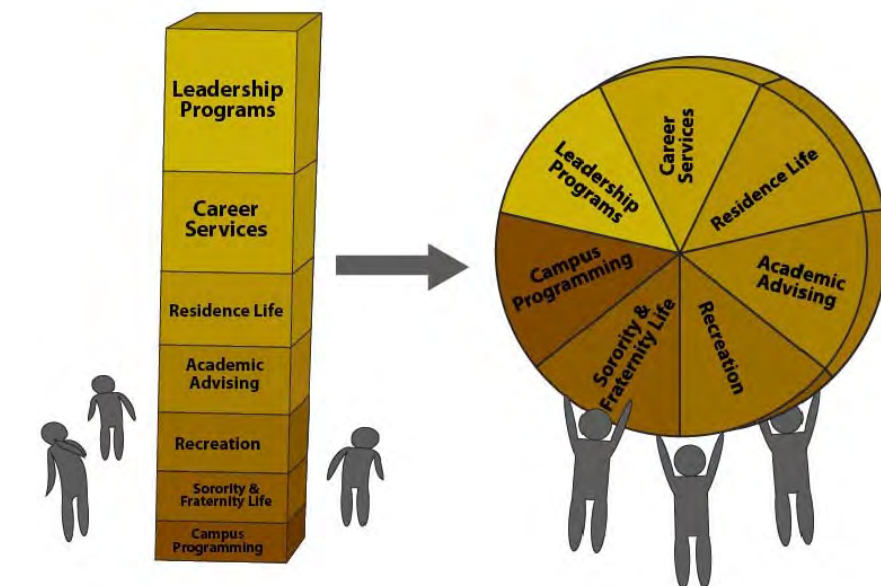 Leadership
Programs
Career
Services
Residence Life
Academic
Advising
Recreation
Sorority &
Fraternity Life
Campus
Programming
Leadership
Programs
Career
Services
Residence Life
Academic
Advising
Recreation
Sorority &
Fraternity Life
Campus
Programming